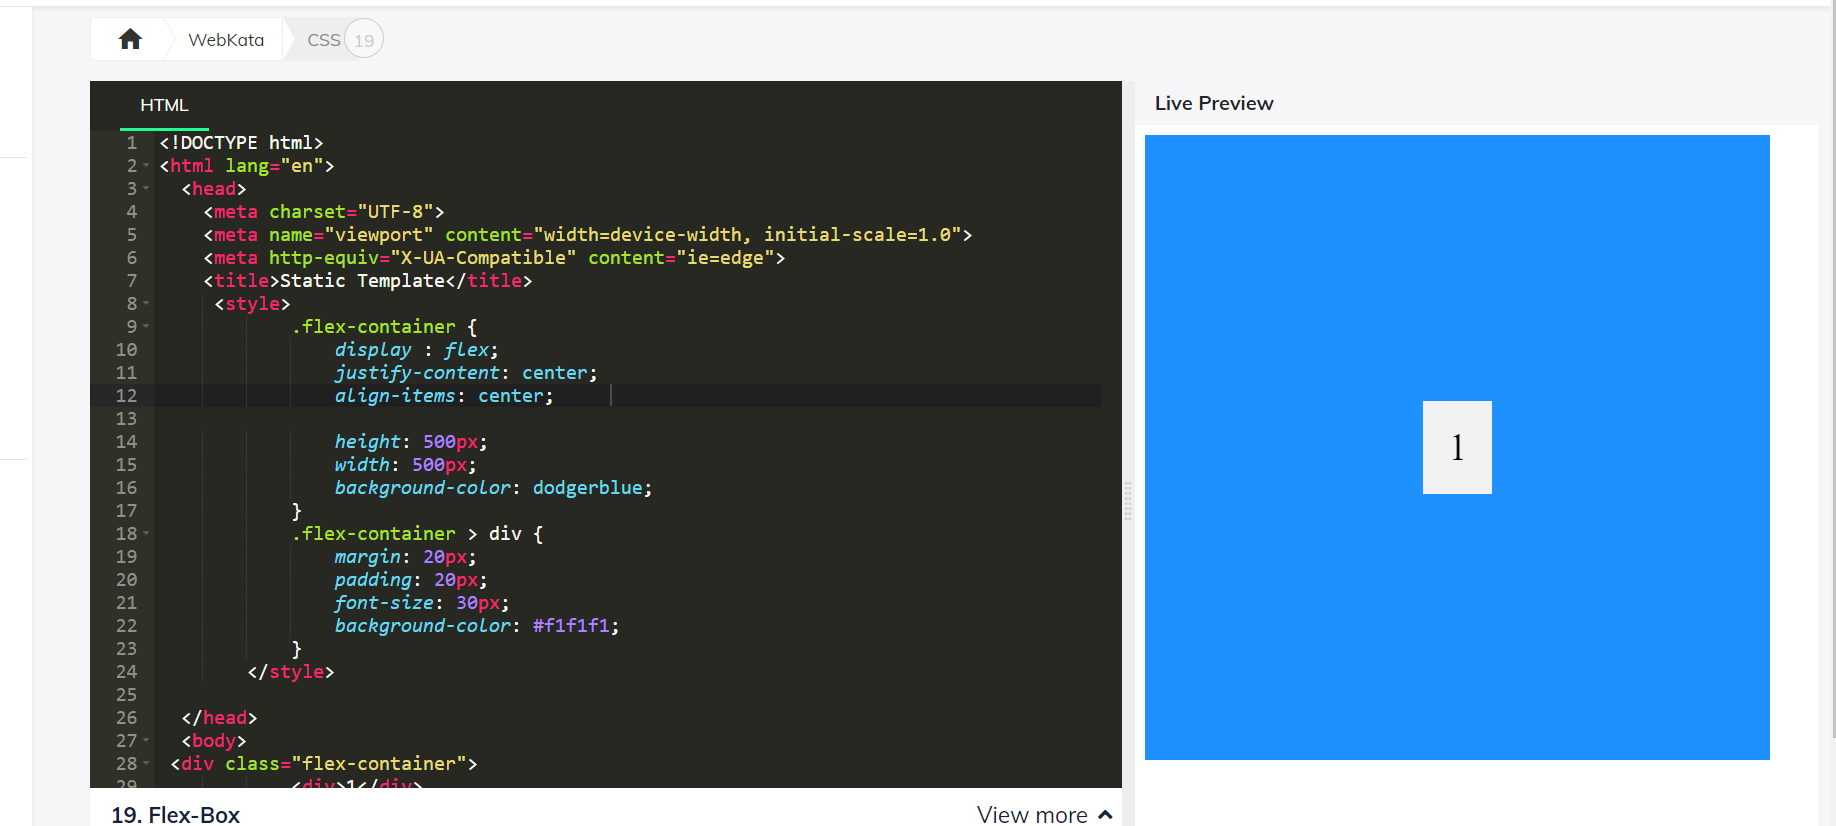 WebKata
CSS 19
HTML
Live Preview
1 <!DOCTYPE html>
2 <html lang="en">
3 <head>
4 <meta charset="UTF-8">
5 <meta name="viewport" content="width=device-width, initial-scale=1.0">
6 <meta http-equiv="X-UA-Compatible" content="ie=edge">
7 <title>Static Template</title>
8 <style>
9 .flex-container {
10 display : flex;
11 justify-content: center;
12 align-items: center;
13
14 height: 500px;
15 width: 500px;
16 background-color: dodgerblue;
17 }
18 .flex-container > div {
19 margin: 20px;
20 padding: 20px;
21 font-size: 30px;
22 background-color: #f1f1f1;
23 }
24 </style>
25
26 </head>
27 <body>
28 <div class="flex-container">
29 <div>1</div>
1
19. Flex-Box
View more